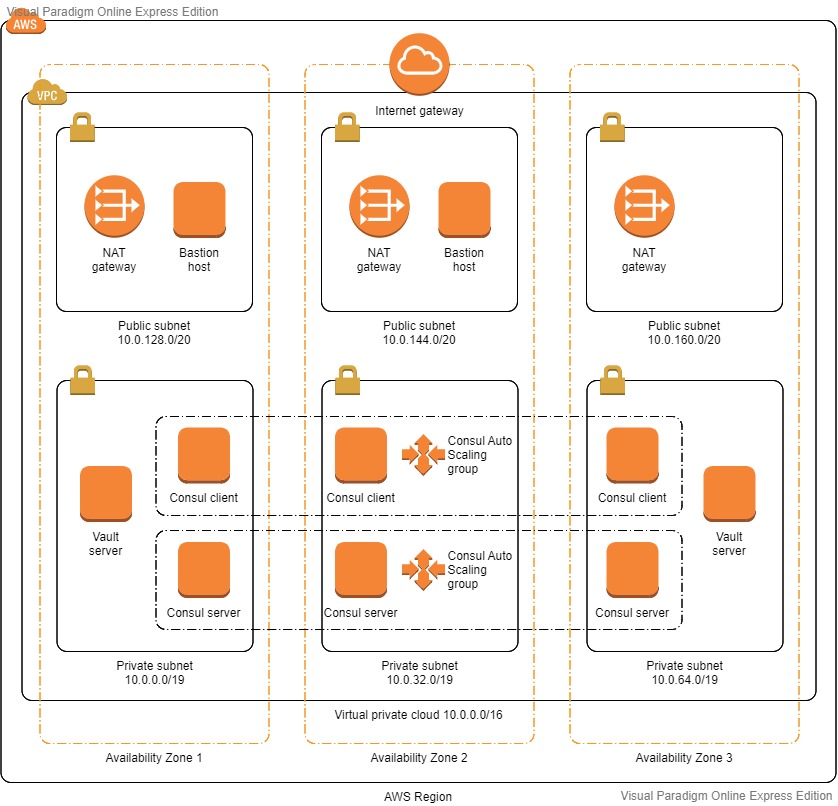 Visual Paradigm Online Express Edition
AWS
VPC
Internet gateway
NAT
gateway
Bastion
host
NAT
gateway
Bastion
host
NAT
gateway
Public subnet
10.0.128.0/20
Public subnet
10.0.144.0/20
Public subnet
10.0.160.0/20
Vault
server
Consul client
Consul client
Consul Auto
Scaling
group
Consul client
Vault
server
Consul server
Consul server
Consul Auto
Scaling
group
Consul server
Private subnet
10.0.0.0/19
Private subnet
10.0.32.0/19
Private subnet
10.0.64.0/19
Virtual private cloud 10.0.0.0/16
Availability Zone 1
Availability Zone 2
Availability Zone 3
AWS Region
Visual Paradigm Online Express Edition